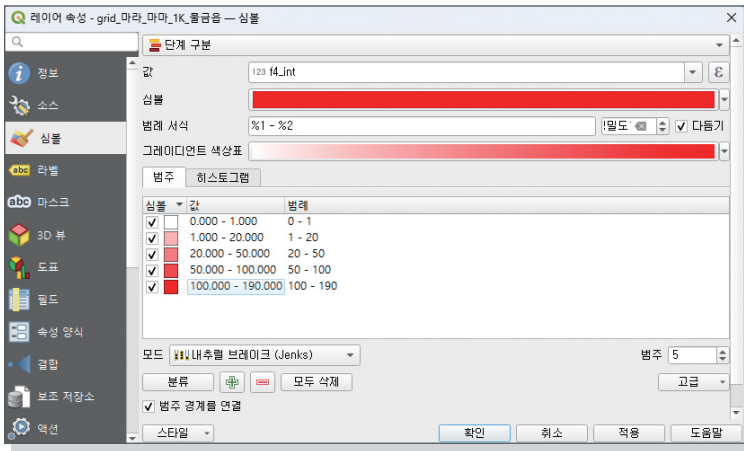 레이어 속성 - grid_마라_마마_1K_물금읍 — 심볼
단계 구분
정보
값
123 f4_int
ε
소스
심볼
심볼
범례 서식
%1 - %2
밀도
다듬기
라벨
그레이디언트 색상표
abc
범주
히스토그램
abc
마스크
심볼
값
범례
0.000 - 1.000
0 - 1
3D 뷰
1.000 - 20.000
1 - 20
20.000 - 50.000
20 - 50
도표
50.000 - 100.000
50 - 100
100.000 - 190.000
100 - 190
필드
속성 양식
모드
내추럴 브레이크 (Jenks)
범주
5
결합
분류
모두 삭제
고급
보조 저장소
범주 경계를 연결
액션
스타일
확인
취소
적용
도움말